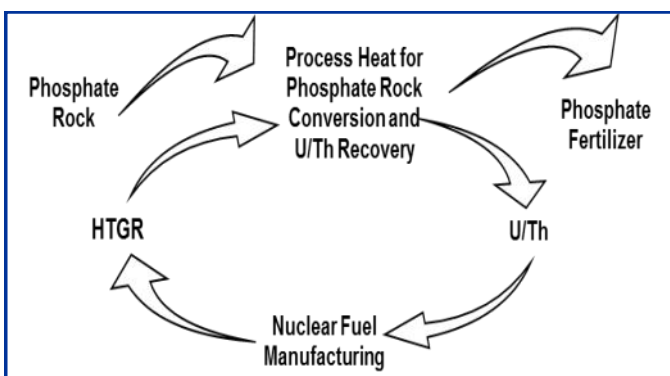 Phosphate
Rock
Process Heat for
Phosphate Rock
Conversion and
U/Th Recovery
Phosphate
Fertilizer
HTGR
U/Th
Nuclear Fuel
Manufacturing